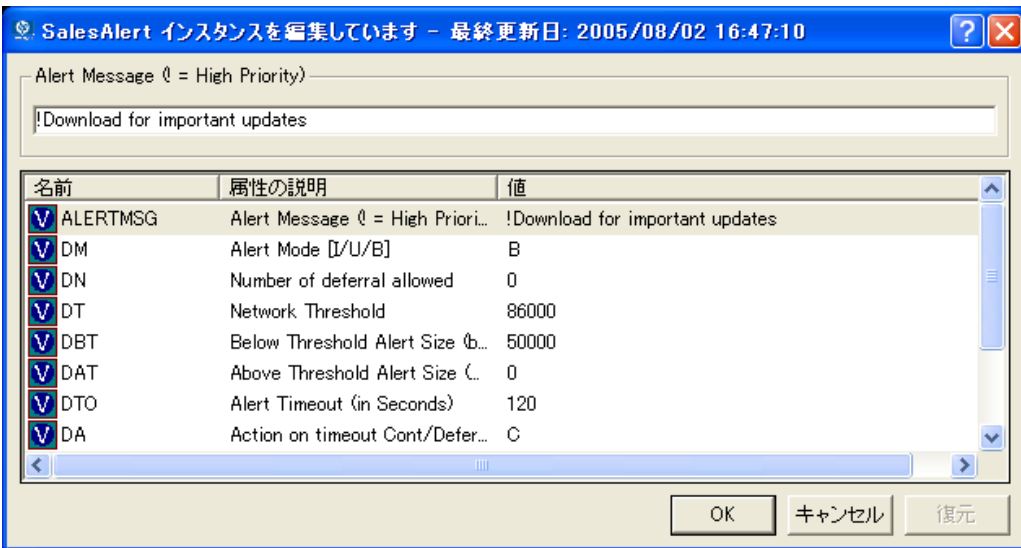 SalesAlert インスタンスを編集しています - 最終更新日: 2005/08/02 16:47:10
Alert Message (! = High Priority)
!Download for important updates
名前 属性の説明 値
V ALERTMSG Alert Message (! = High Priori... !Download for important updates
V DM Alert Mode [I/U/B] B
V DN Number of deferral allowed 0
V DT Network Threshold 86000
V DBT Below Threshold Alert Size (b... 50000
V DAT Above Threshold Alert Size (... 0
V DTO Alert Timeout (in Seconds) 120
V DA Action on timeout Cont/Defer... C
OK キャンセル 復元